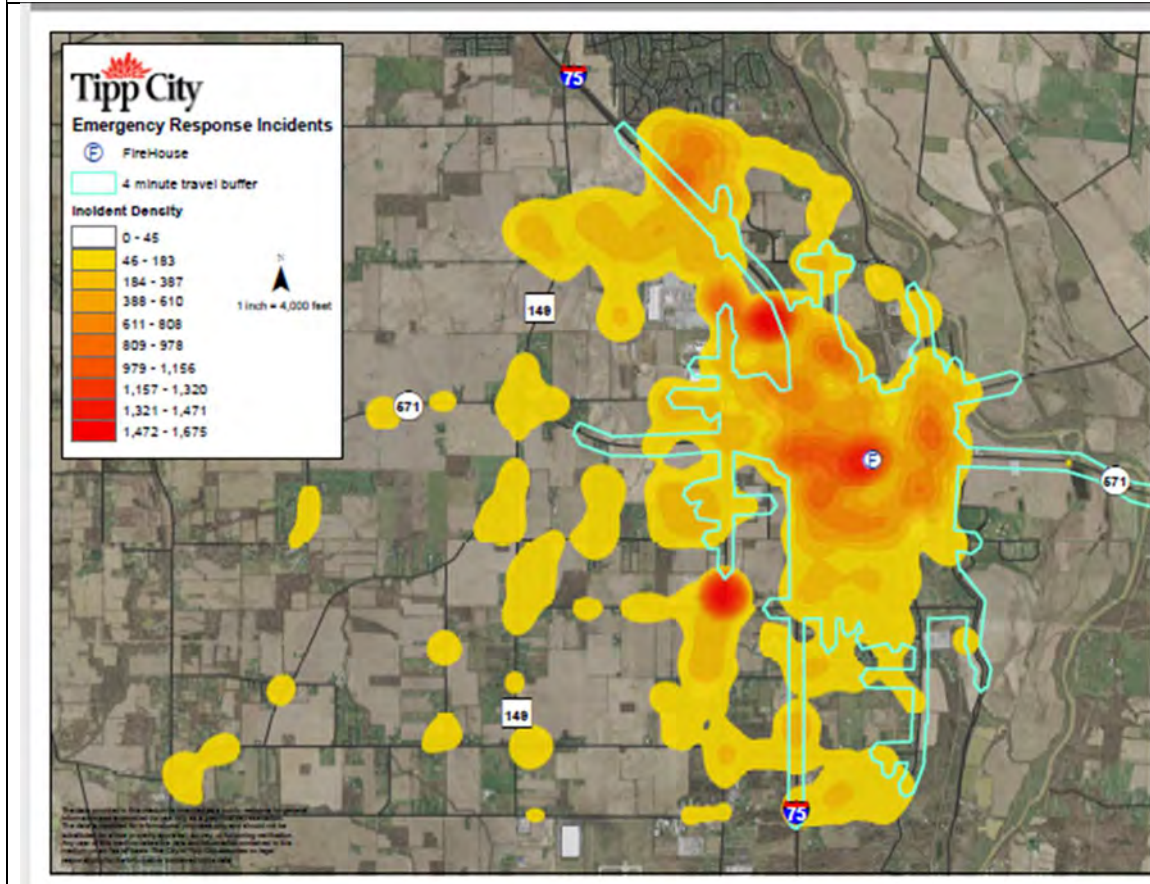 Tipp City
Emergency Response Incidents
F FireHouse
4 minute travel buffer
Incident Density
0 - 45
46 - 183
184 - 387
388 - 610
611 - 808
809 - 978
979 - 1,156
1,157 - 1,320
1,321 - 1,471
1,472 - 1,675
N
1 inch = 4,000 feet
75
149
571
F
571
149
75